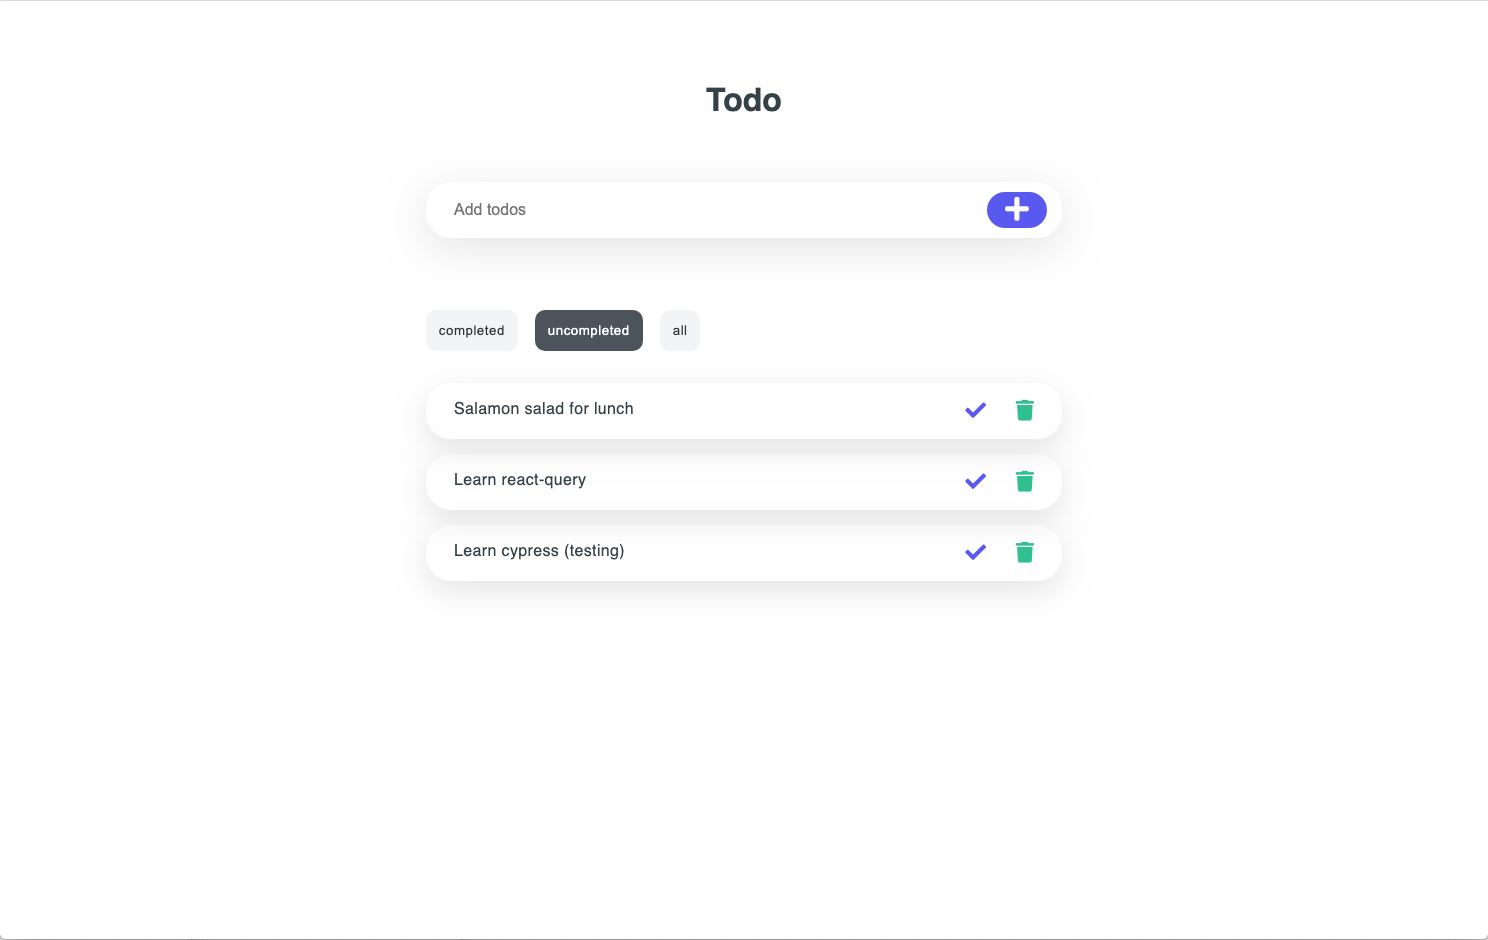 Todo
Add todos
completed uncompleted all
Salamon salad for lunch
Learn react-query
Learn cypress (testing)